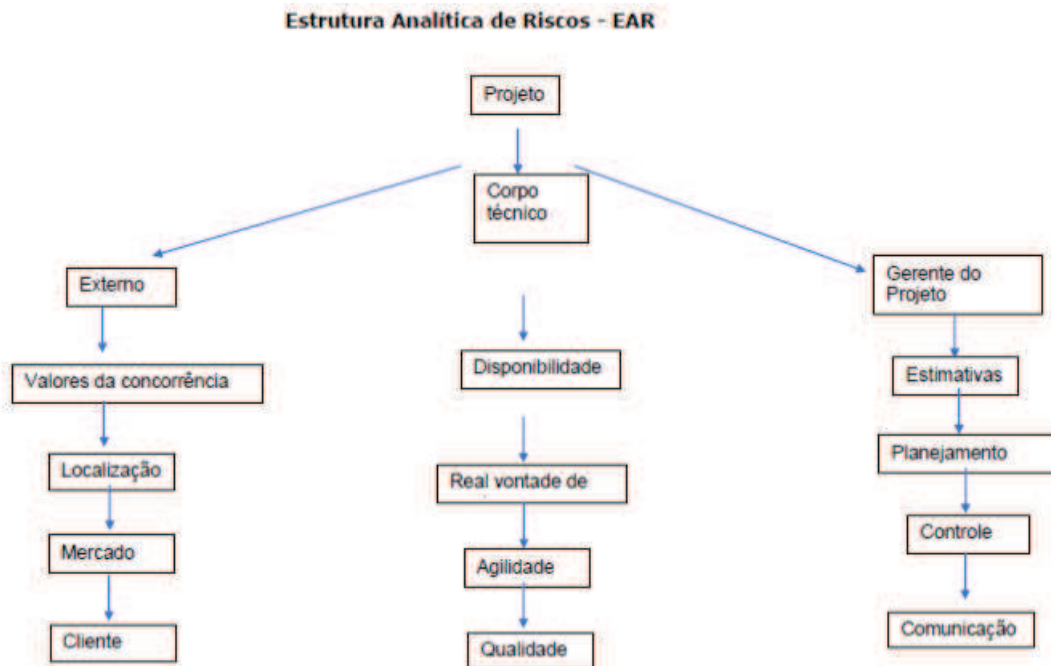 Estrutura Analítica de Riscos - EAR
Projeto
Corpo
técnico
Externo
Gerente do
Projeto
Valores da concorrência
Disponibilidade
Estimativas
Localização
Real vontade de
Planejamento
Mercado
Agilidade
Controle
Cliente
Qualidade
Comunicação